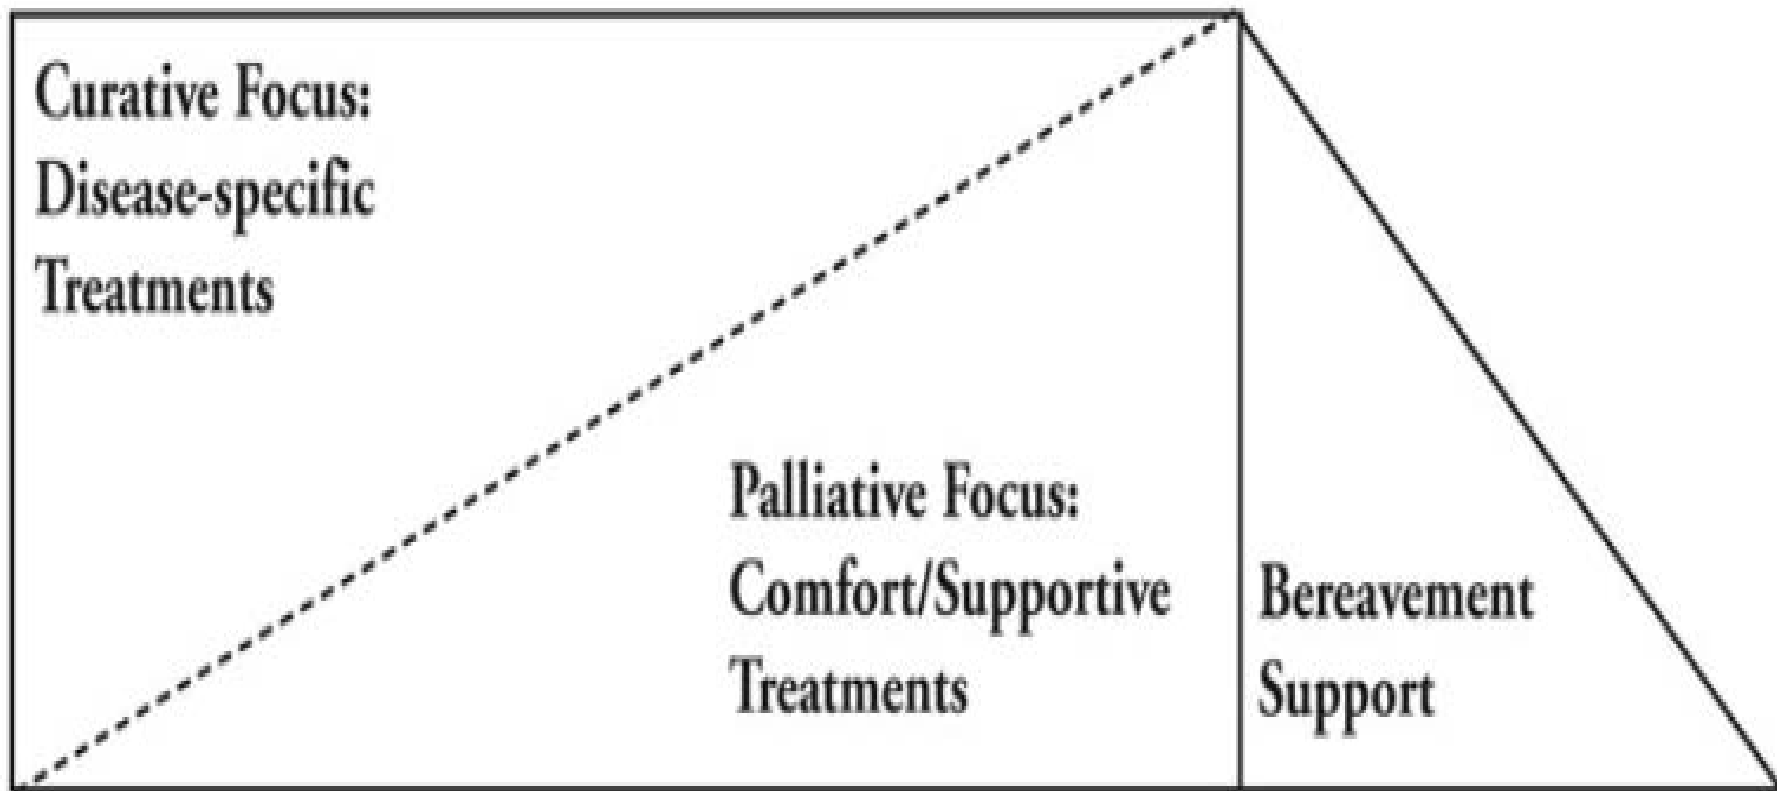 Curative Focus:
Disease-specific
Treatments
Palliative Focus:
Comfort/Supportive
Treatments
Bereavement
Support